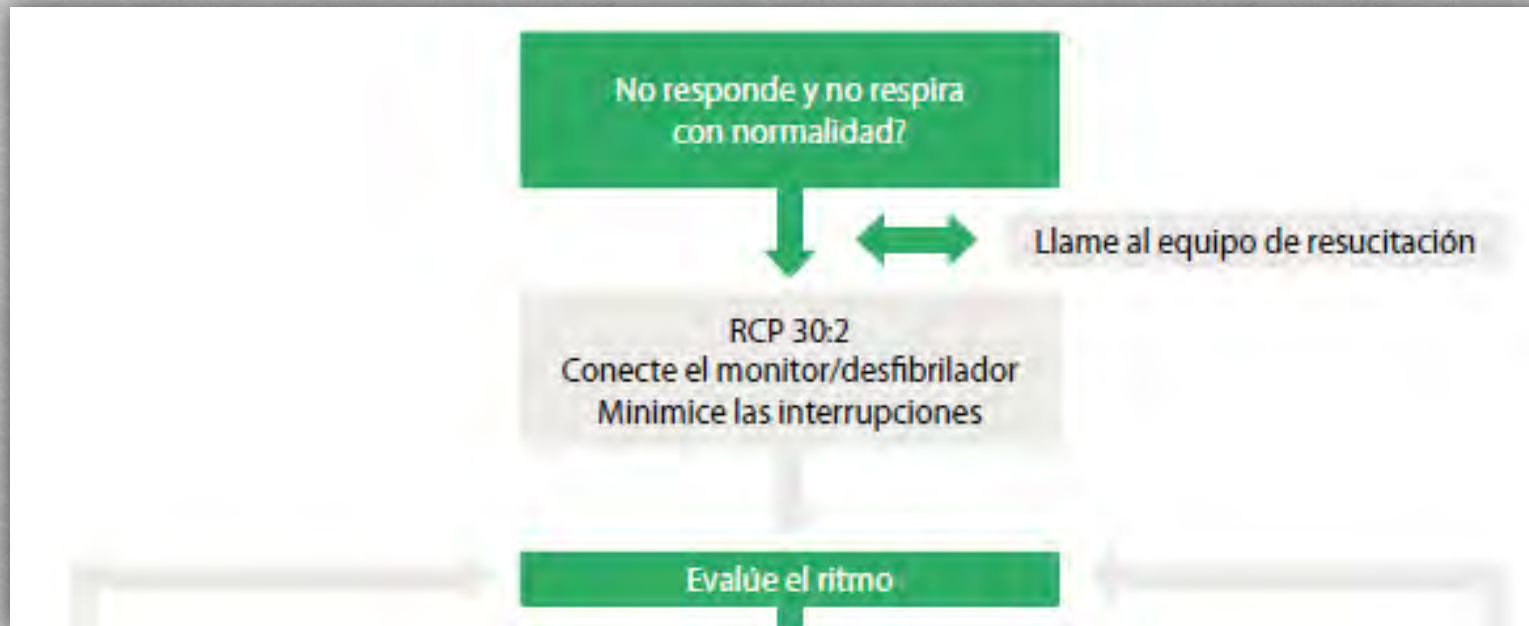 No responde y no respira
con normalidad?
Llame al equipo de resucitación
RCP 30:2
Conecte el monitor/desfibrilador
Minimice las interrupciones
Evalúe el ritmo